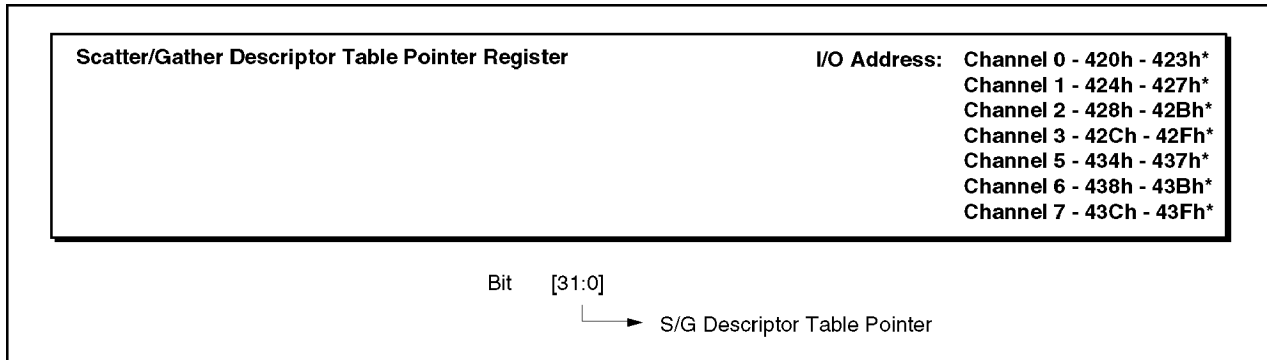 Scatter/Gather Descriptor Table Pointer Register I/O Address: Channel 0 - 420h - 423h*
Channel 1 - 424h - 427h*
Channel 2 - 428h - 42Bh*
Channel 3 - 42Ch - 42Fh*
Channel 5 - 434h - 437h*
Channel 6 - 438h - 43Bh*
Channel 7 - 43Ch - 43Fh*
Bit [31:0]
S/G Descriptor Table Pointer